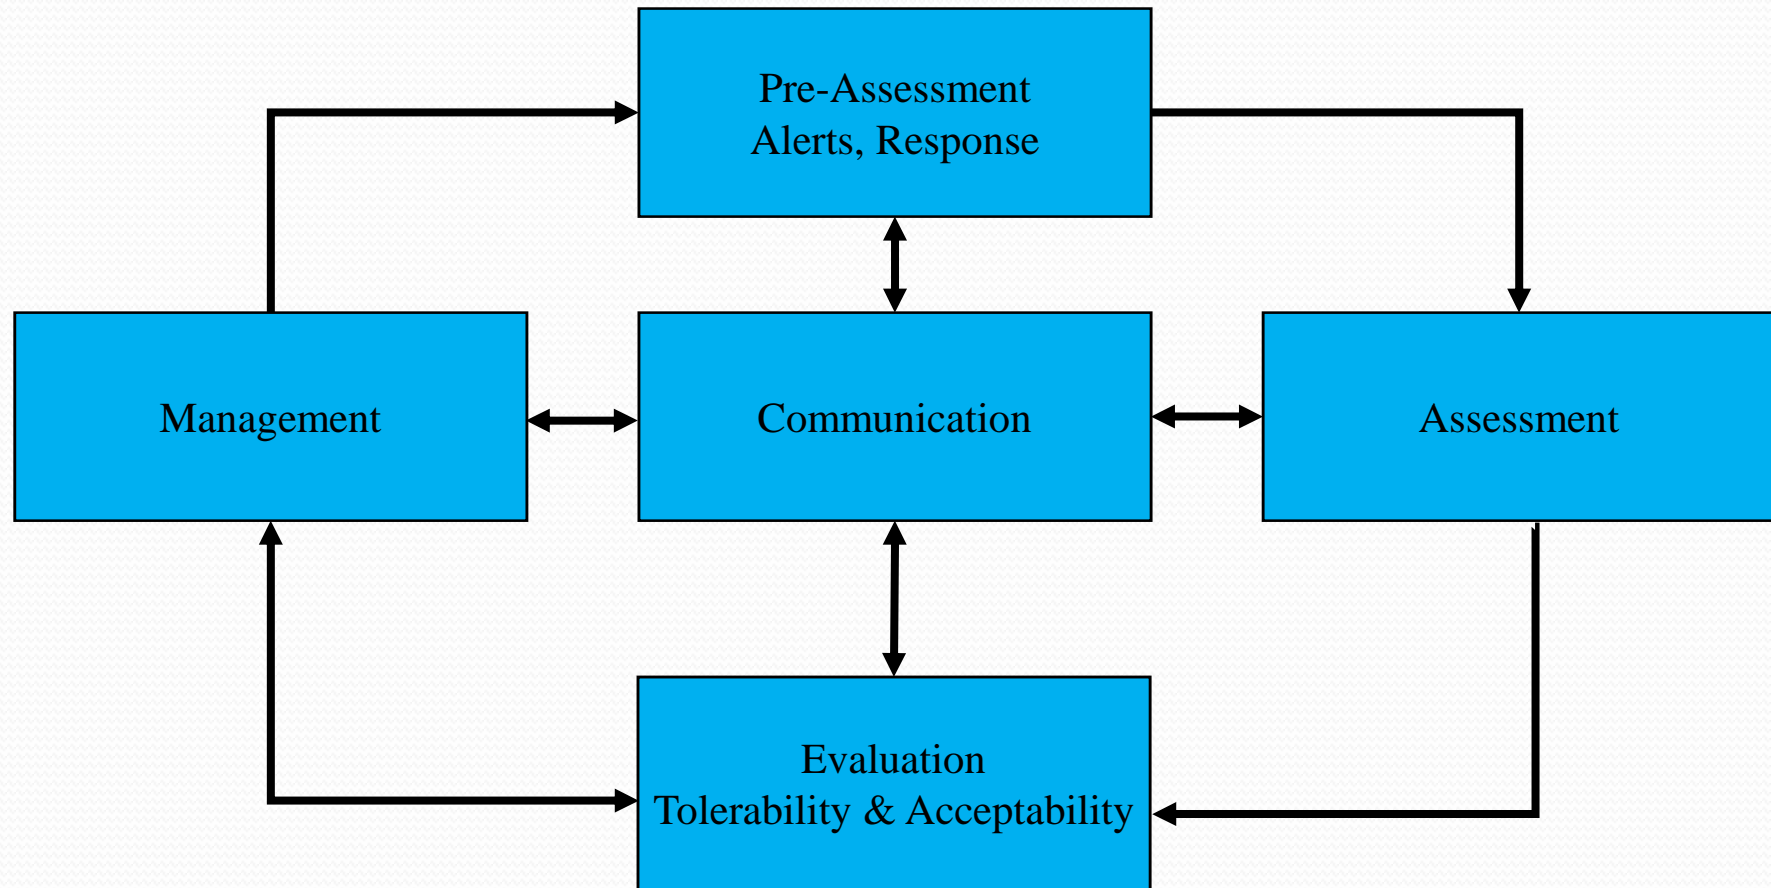 Pre-Assessment
Alerts, Response
Management
Communication
Assessment
Evaluation
Tolerability & Acceptability